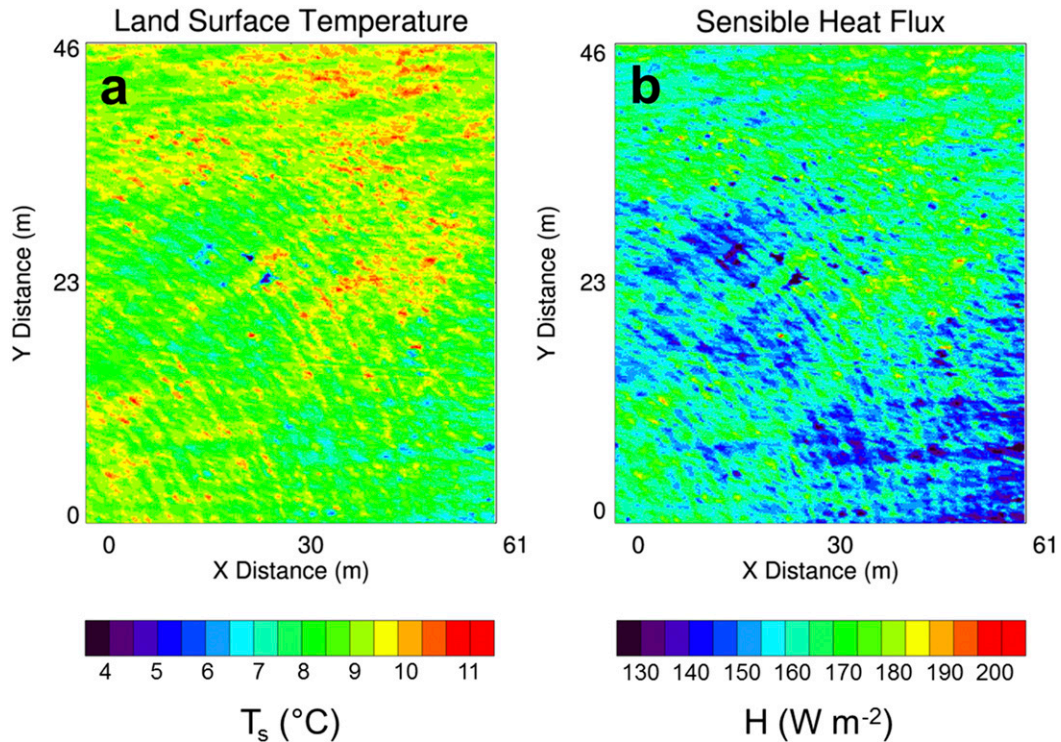 Land Surface Temperature
Sensible Heat Flux
46
a
Y Distance (m)
23
0
0 30 61
X Distance (m)
46
b
Y Distance (m)
23
0
0 30 61
X Distance (m)
4 5 6 7 8 9 10 11
Ts (°C)
130 140 150 160 170 180 190 200
H (W m-2)